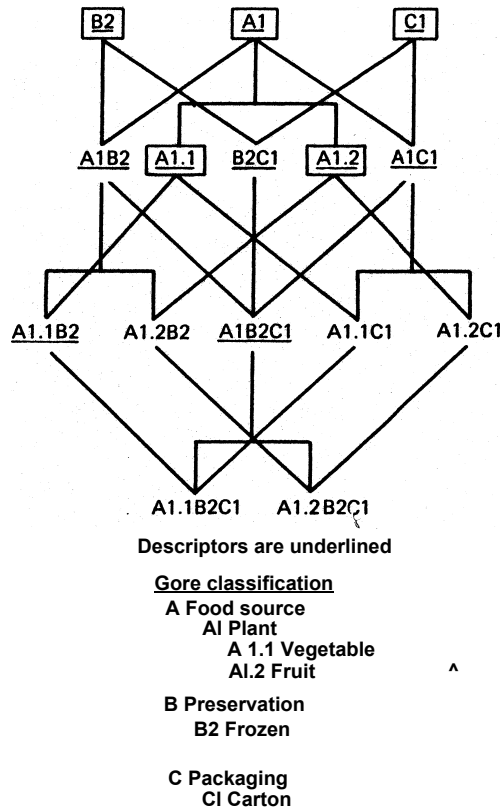 B2 A1 C1
A1B2 A1.1 B2C1 A1.2 A1C1
A1.1B2 A1.2B2 A1B2C1 A1.1C1 A1.2C1
A1.1B2C1 A1.2B2C1
Descriptors are underlined
Gore classification
A Food source
Al Plant
A 1.1 Vegetable
Al.2 Fruit ^
B Preservation
B2 Frozen
C Packaging
Cl Carton